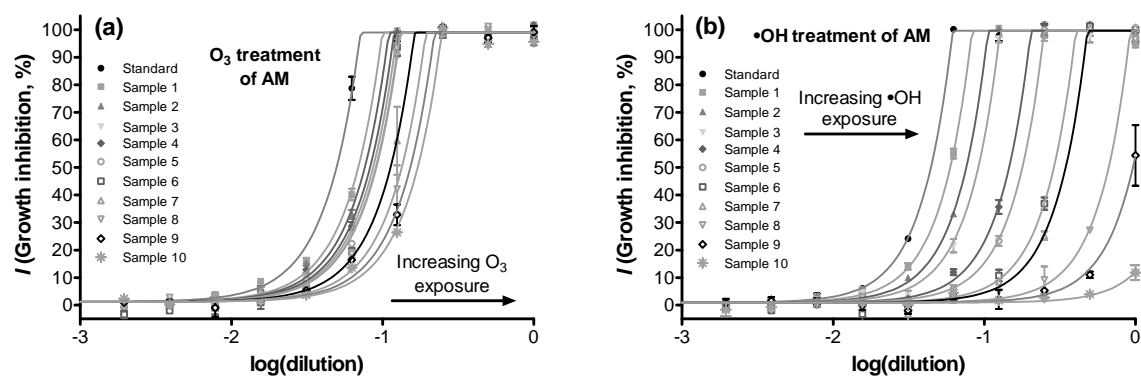 (a)
O3 treatment
of AM
Standard
Sample 1
Sample 2
Sample 3
Sample 4
Sample 5
Sample 6
Sample 7
Sample 8
Sample 9
Sample 10
Increasing O3
exposure
I (Growth inhibition, %)
100
90
80
70
60
50
40
30
20
10
0
-3
-2
-1
0
log(dilution)
(b)
•OH treatment of AM
Standard
Sample 1
Sample 2
Sample 3
Sample 4
Sample 5
Sample 6
Sample 7
Sample 8
Sample 9
Sample 10
Increasing •OH
exposure
I (Growth inhibition, %)
100
90
80
70
60
50
40
30
20
10
0
-3
-2
-1
0
log(dilution)